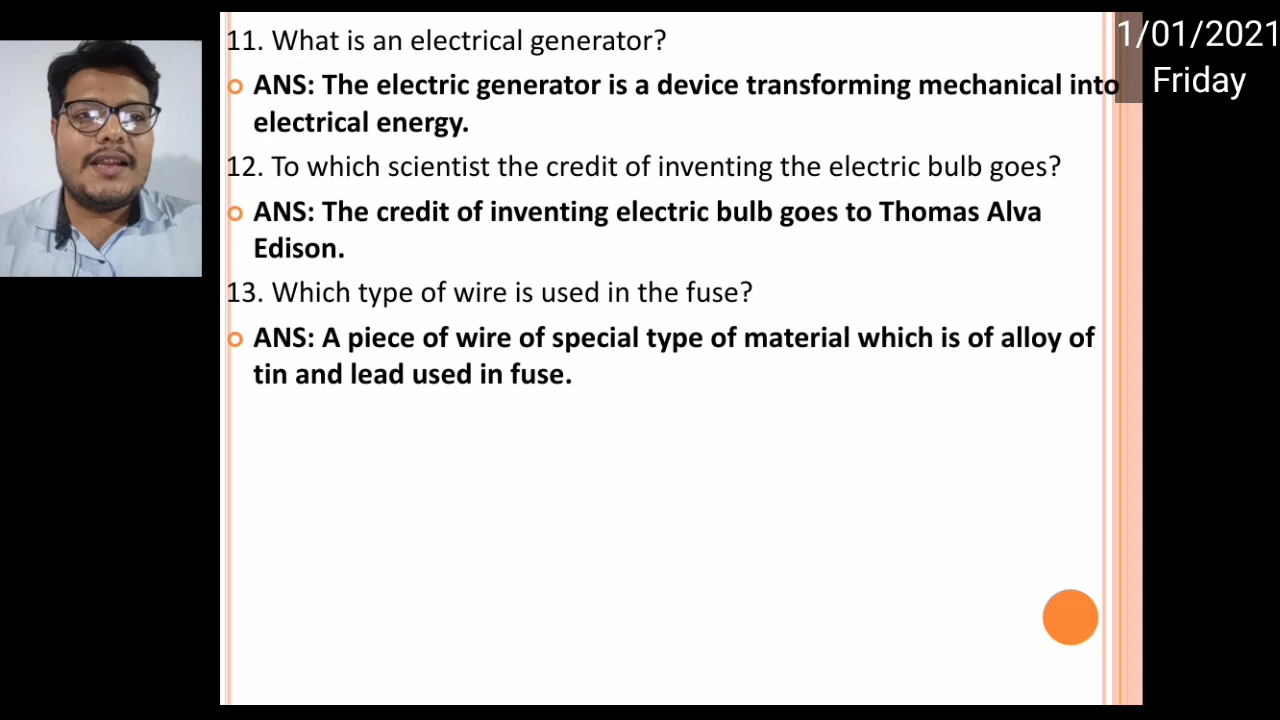 11. What is an electrical generator?
ANS: The electric generator is a device transforming mechanical into
electrical energy.
12. To which scientist the credit of inventing the electric bulb goes?
ANS: The credit of inventing electric bulb goes to Thomas Alva
Edison.
13. Which type of wire is used in the fuse?
ANS: A piece of wire of special type of material which is of alloy of
tin and lead used in fuse.
1/01/2021
Friday